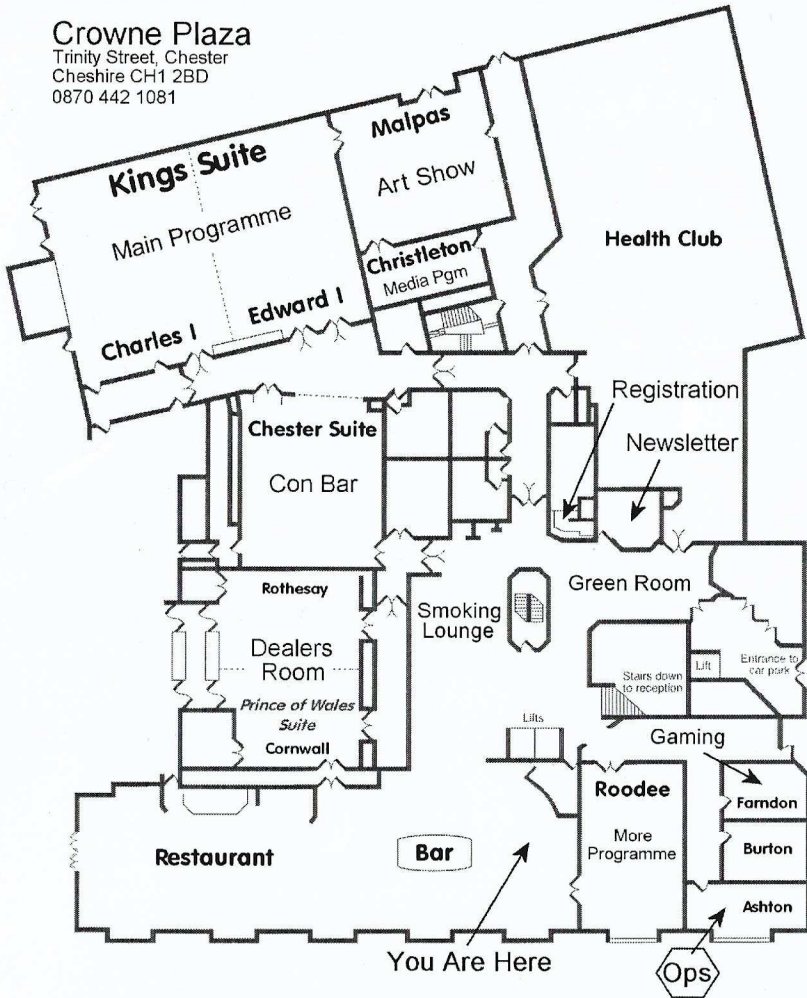 Crowne Plaza
Trinity Street, Chester
Cheshire CH1 2BD
0870 442 1081
Malpas
Art Show
Kings Suite
Main Programme
Christleton
Media Pgm
Health Club
Edward I
Charles I
Registration
Newsletter
Chester Suite
Con Bar
Green Room
Rothesay
Smoking
Lounge
Dealers
Room
Prince of Wales
Suite
Cornwall
Stairs down
to reception
Lift
Entrance to
car park
Lifts
Gaming
Roodee
More
Programme
Farndon
Burton
Ashton
Restaurant
Bar
You Are Here
Ops